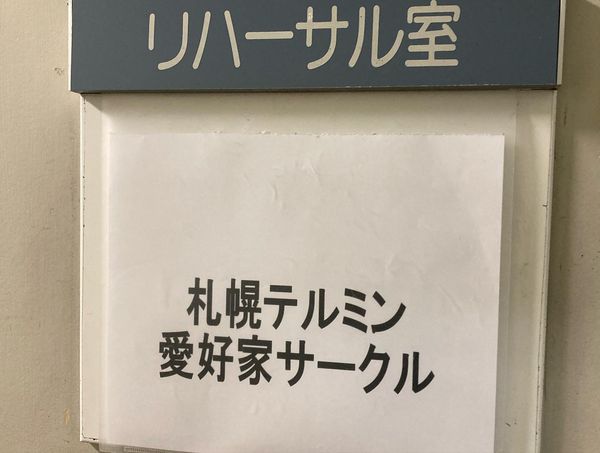 リハーサル室
札幌テルミン
愛好家サークル